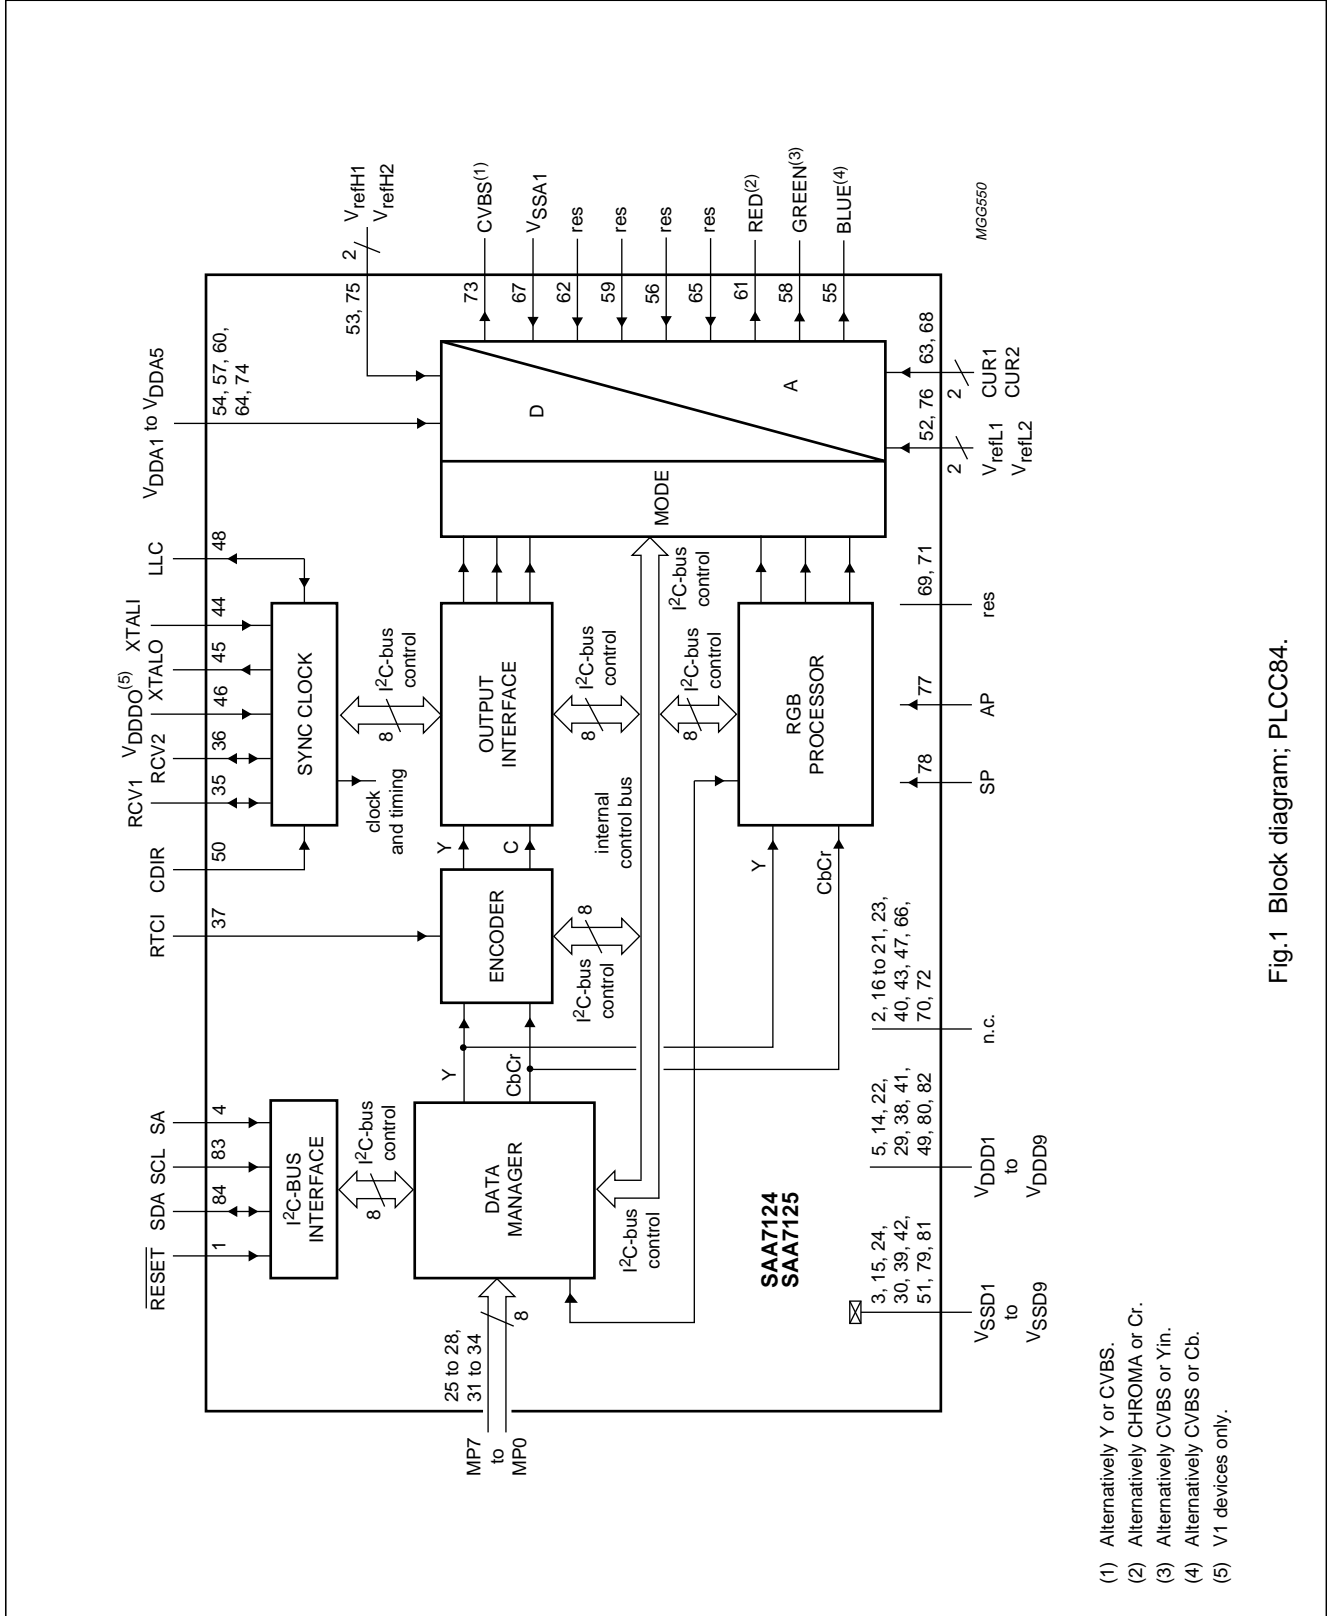 RESET
SDA
SCL
SA
RTCI
CDIR
RCV1
RCV2
VDDDO(5)
XTALO
XTALI
LLC
VDDA1 to VDDA5
1
84
83
4
37
50
35
36
46
45
44
48
54, 57, 60,
64, 74
53, 75
2
VrefH1
VrefH2
I2C-BUS
INTERFACE
SYNC CLOCK
clock
and timing
8
I2C-bus
control
8
I2C-bus
control
MP7
to
MP0
25 to 28,
31 to 34
8
DATA
MANAGER
Y
CbCr
ENCODER
Y
C
OUTPUT
INTERFACE
MODE
D
A
73
CVBS(1)
67
VSSA1
62
res
59
res
56
res
65
res
61
RED(2)
58
GREEN(3)
55
BLUE(4)
I2C-bus
control
8
I2C-bus
control
internal
control bus
8
I2C-bus
control
I2C-bus
control
8
I2C-bus
control
Y
CbCr
RGB
PROCESSOR
SAA7124
SAA7125
3, 15, 24,
30, 39, 42,
51, 79, 81
5, 14, 22,
29, 38, 41,
49, 80, 82
2, 16 to 21, 23,
40, 43, 47, 66,
70, 72
78
77
69, 71
52, 76
63, 68
2
2
VSSD1
to
VSSD9
VDDD1
to
VDDD9
n.c.
SP
AP
res
VrefL1
VrefL2
CUR1
CUR2
MGG550
(1) Alternatively Y or CVBS.
(2) Alternatively CHROMA or Cr.
(3) Alternatively CVBS or Yin.
(4) Alternatively CVBS or Cb.
(5) V1 devices only.
Fig.1 Block diagram; PLCC84.